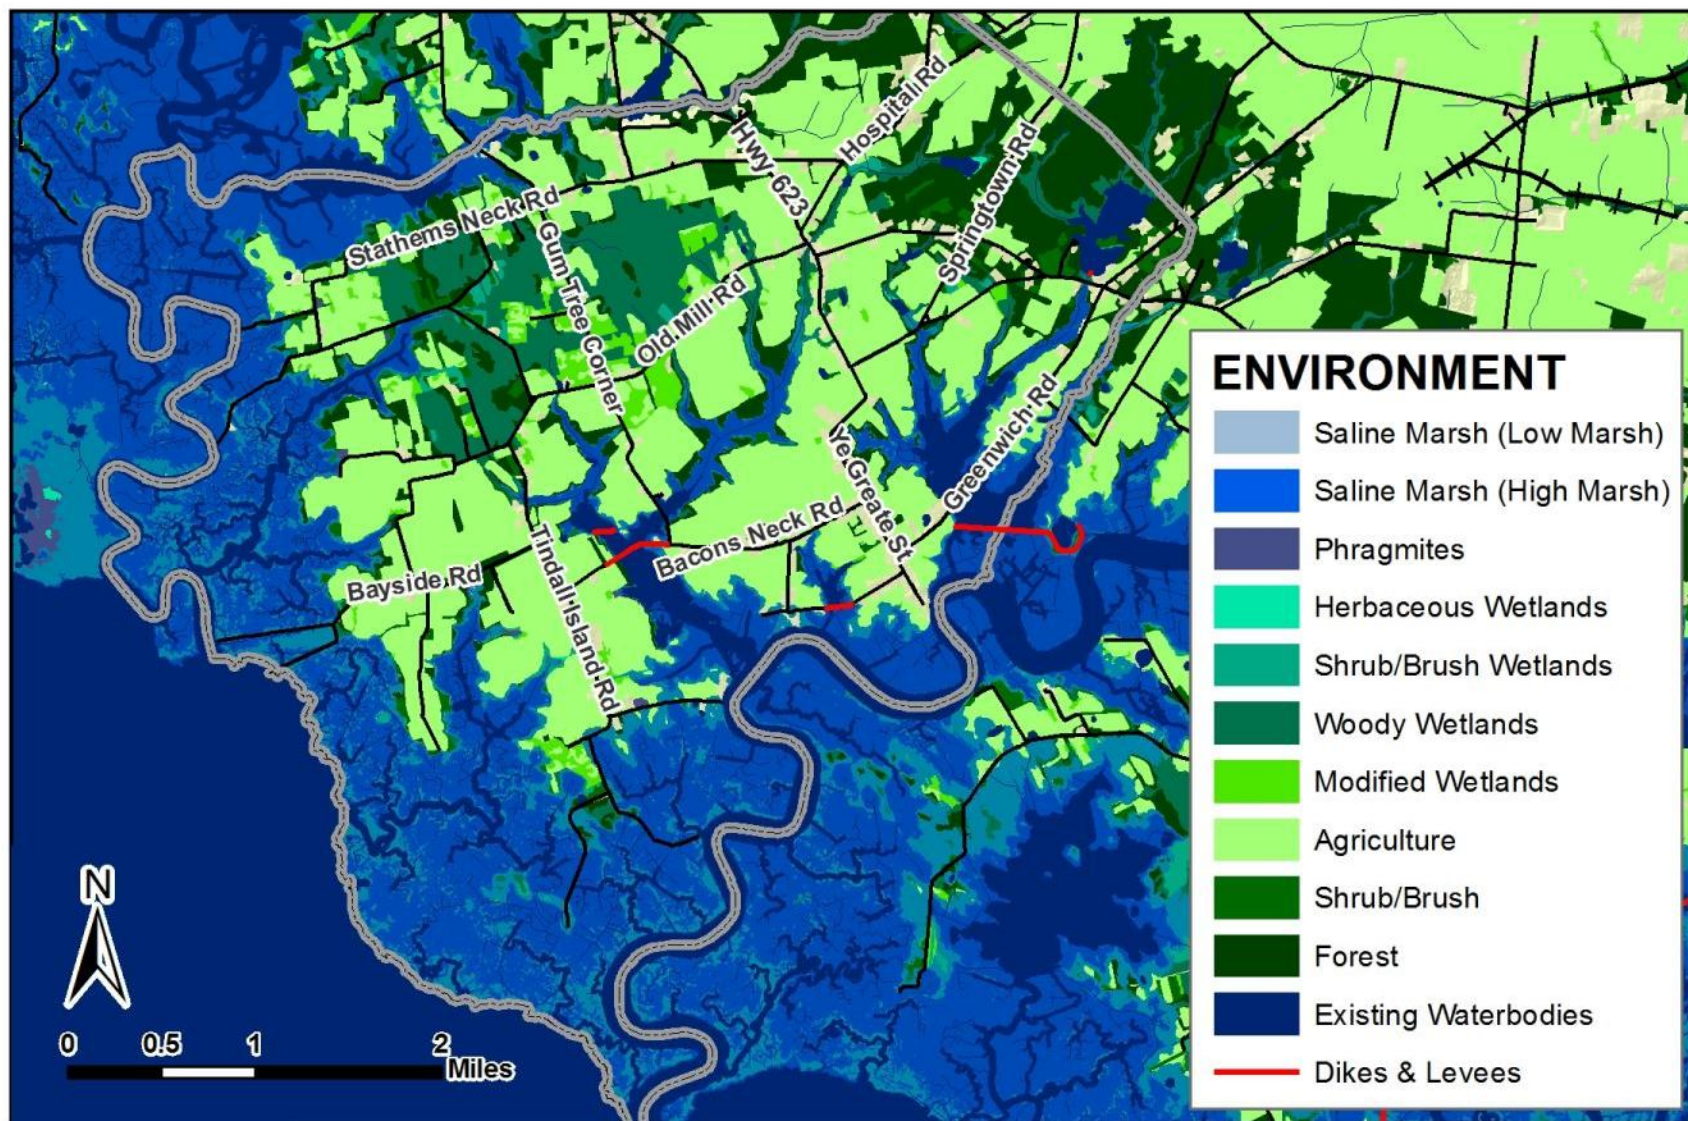 Hospital Rd
Hwy 623
Springtown Rd
Stathems Neck Rd
Gum Tree Corner
Old Mill Rd
Greenwich Rd
Ye Greate St
Bacons Neck Rd
Tindall Island Rd
Bayside Rd
N
0 0.5 1 2
Miles
ENVIRONMENT
Saline Marsh (Low Marsh)
Saline Marsh (High Marsh)
Phragmites
Herbaceous Wetlands
Shrub/Brush Wetlands
Woody Wetlands
Modified Wetlands
Agriculture
Shrub/Brush
Forest
Existing Waterbodies
Dikes & Levees